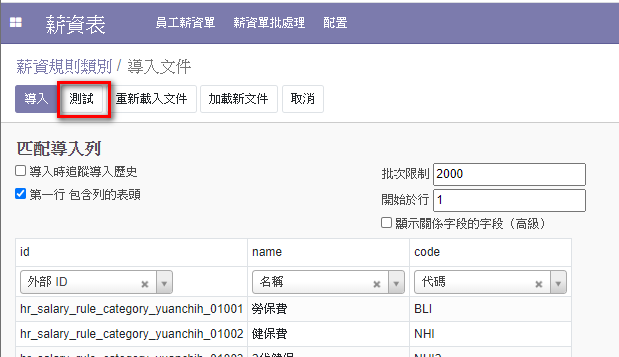 薪資表 員工薪資單 薪資單批處理 配置
薪資規則類別 / 導入文件
導入 測試 重新載入文件 加載新文件 取消
匹配導入列
導入時追蹤導入歷史 批次限制 2000
第一行 包含列的表頭 開始於行 1
顯示關係字段的字段（高級）
id name code
外部 ID 名稱 代碼
hr_salary_rule_category_yuanchih_01001 勞保費 BLI
hr_salary_rule_category_yuanchih_01002 健保費 NHI